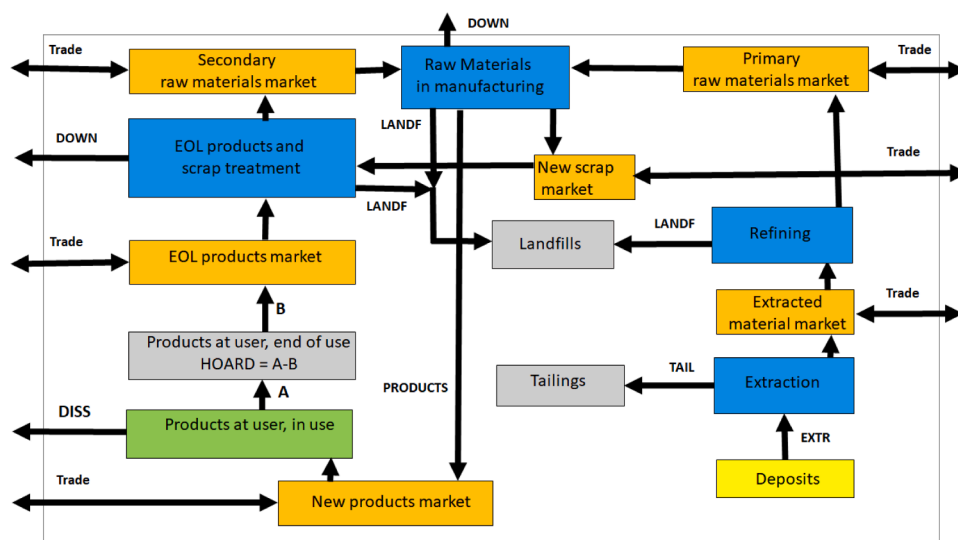 DOWN
Trade
Secondary
raw materials market
Raw Materials
in manufacturing
Primary
raw materials market
Trade
LANDF
DOWN
EOL products and
scrap treatment
New scrap
market
Trade
LANDF
LANDF
Landfills
Refining
Trade
EOL products market
B
Extracted
material market
Trade
Products at user, end of use
HOARD = A-B
PRODUCTS
Tailings
TAIL
Extraction
A
DISS
Products at user, in use
EXTR
Trade
New products market
Deposits